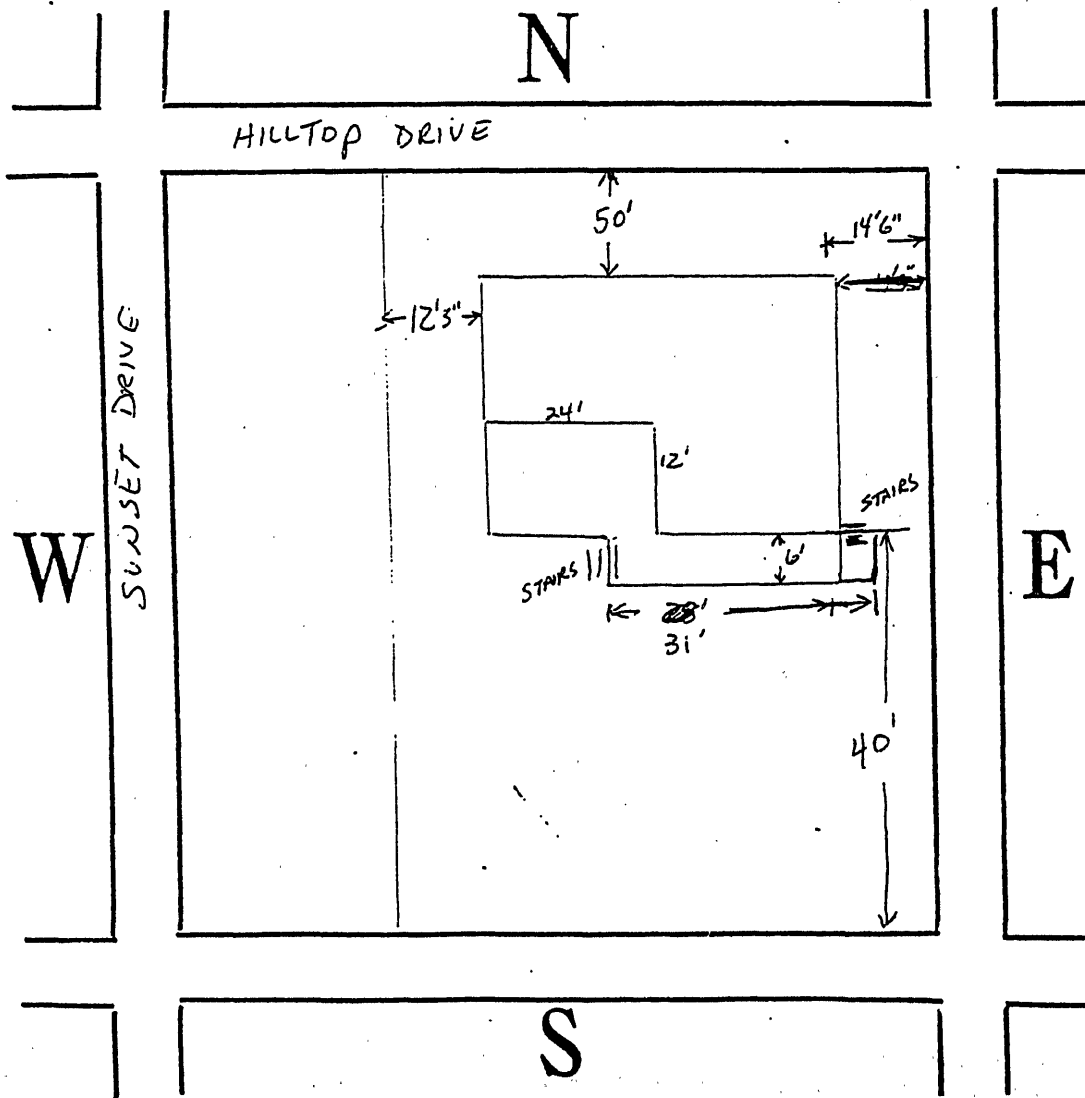 N
HILLTOP DRIVE
50'
14'6"
12'3"
SUNSET DRIVE
24'
12'
STAIRS
W
E
6'
STAIRS
31'
40'
S